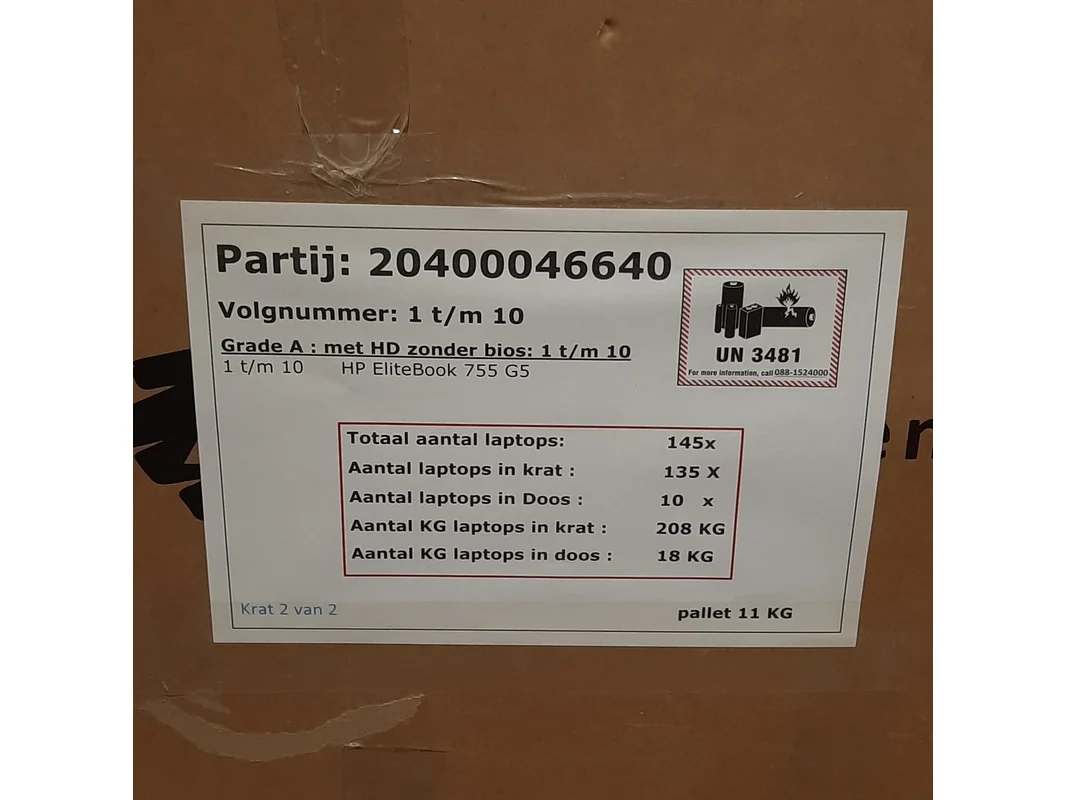 Partij: 20400046640
Volgnummer: 1 t/m 10
Grade A : met HD zonder bios: 1 t/m 10
1 t/m 10 HP EliteBook 755 G5
UN 3481
For more information, call 088-1524000
Totaal aantal laptops: 145x
Aantal laptops in krat : 135 X
Aantal laptops in Doos : 10 x
Aantal KG laptops in krat : 208 KG
Aantal KG laptops in doos : 18 KG
Krat 2 van 2 pallet 11 KG